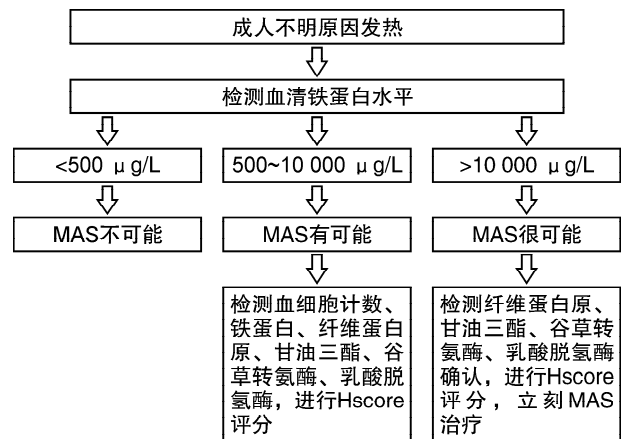 成人不明原因发热
检测血清铁蛋白水平
<500 μg/L
500~10 000 μg/L
>10 000 μg/L
MAS不可能
MAS有可能
MAS很可能
检测血细胞计数、
铁蛋白、纤维蛋白
原、甘油三酯、谷
草转氨酶、乳酸脱
氢酶，进行Hscore
评分
检测纤维蛋白原、
甘油三酯、谷草转
氨酶、乳酸脱氢酶
确认，进行Hscore
评分，立刻MAS
治疗